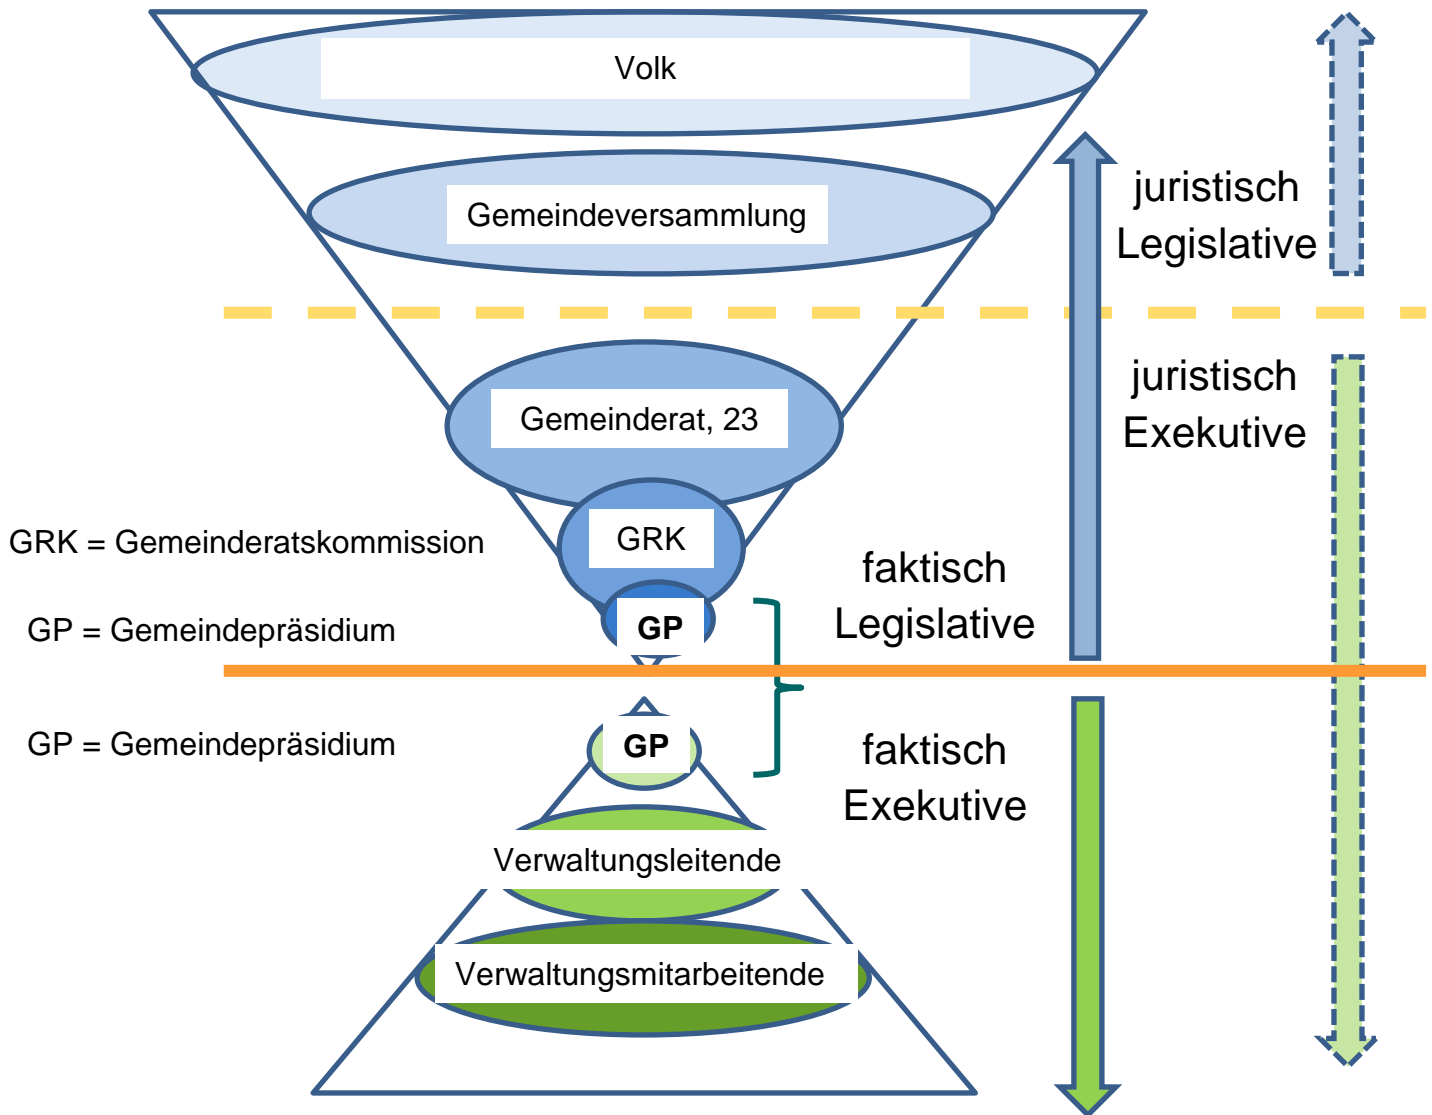 Volk
Gemeindeversammlung
juristisch
Legislative
juristisch
Exekutive
Gemeinderat, 23
GRK
GRK = Gemeinderatskommission
faktisch
Legislative
GP
GP = Gemeindepräsidium
GP
GP = Gemeindepräsidium
faktisch
Exekutive
Verwaltungsleitende
Verwaltungsmitarbeitende